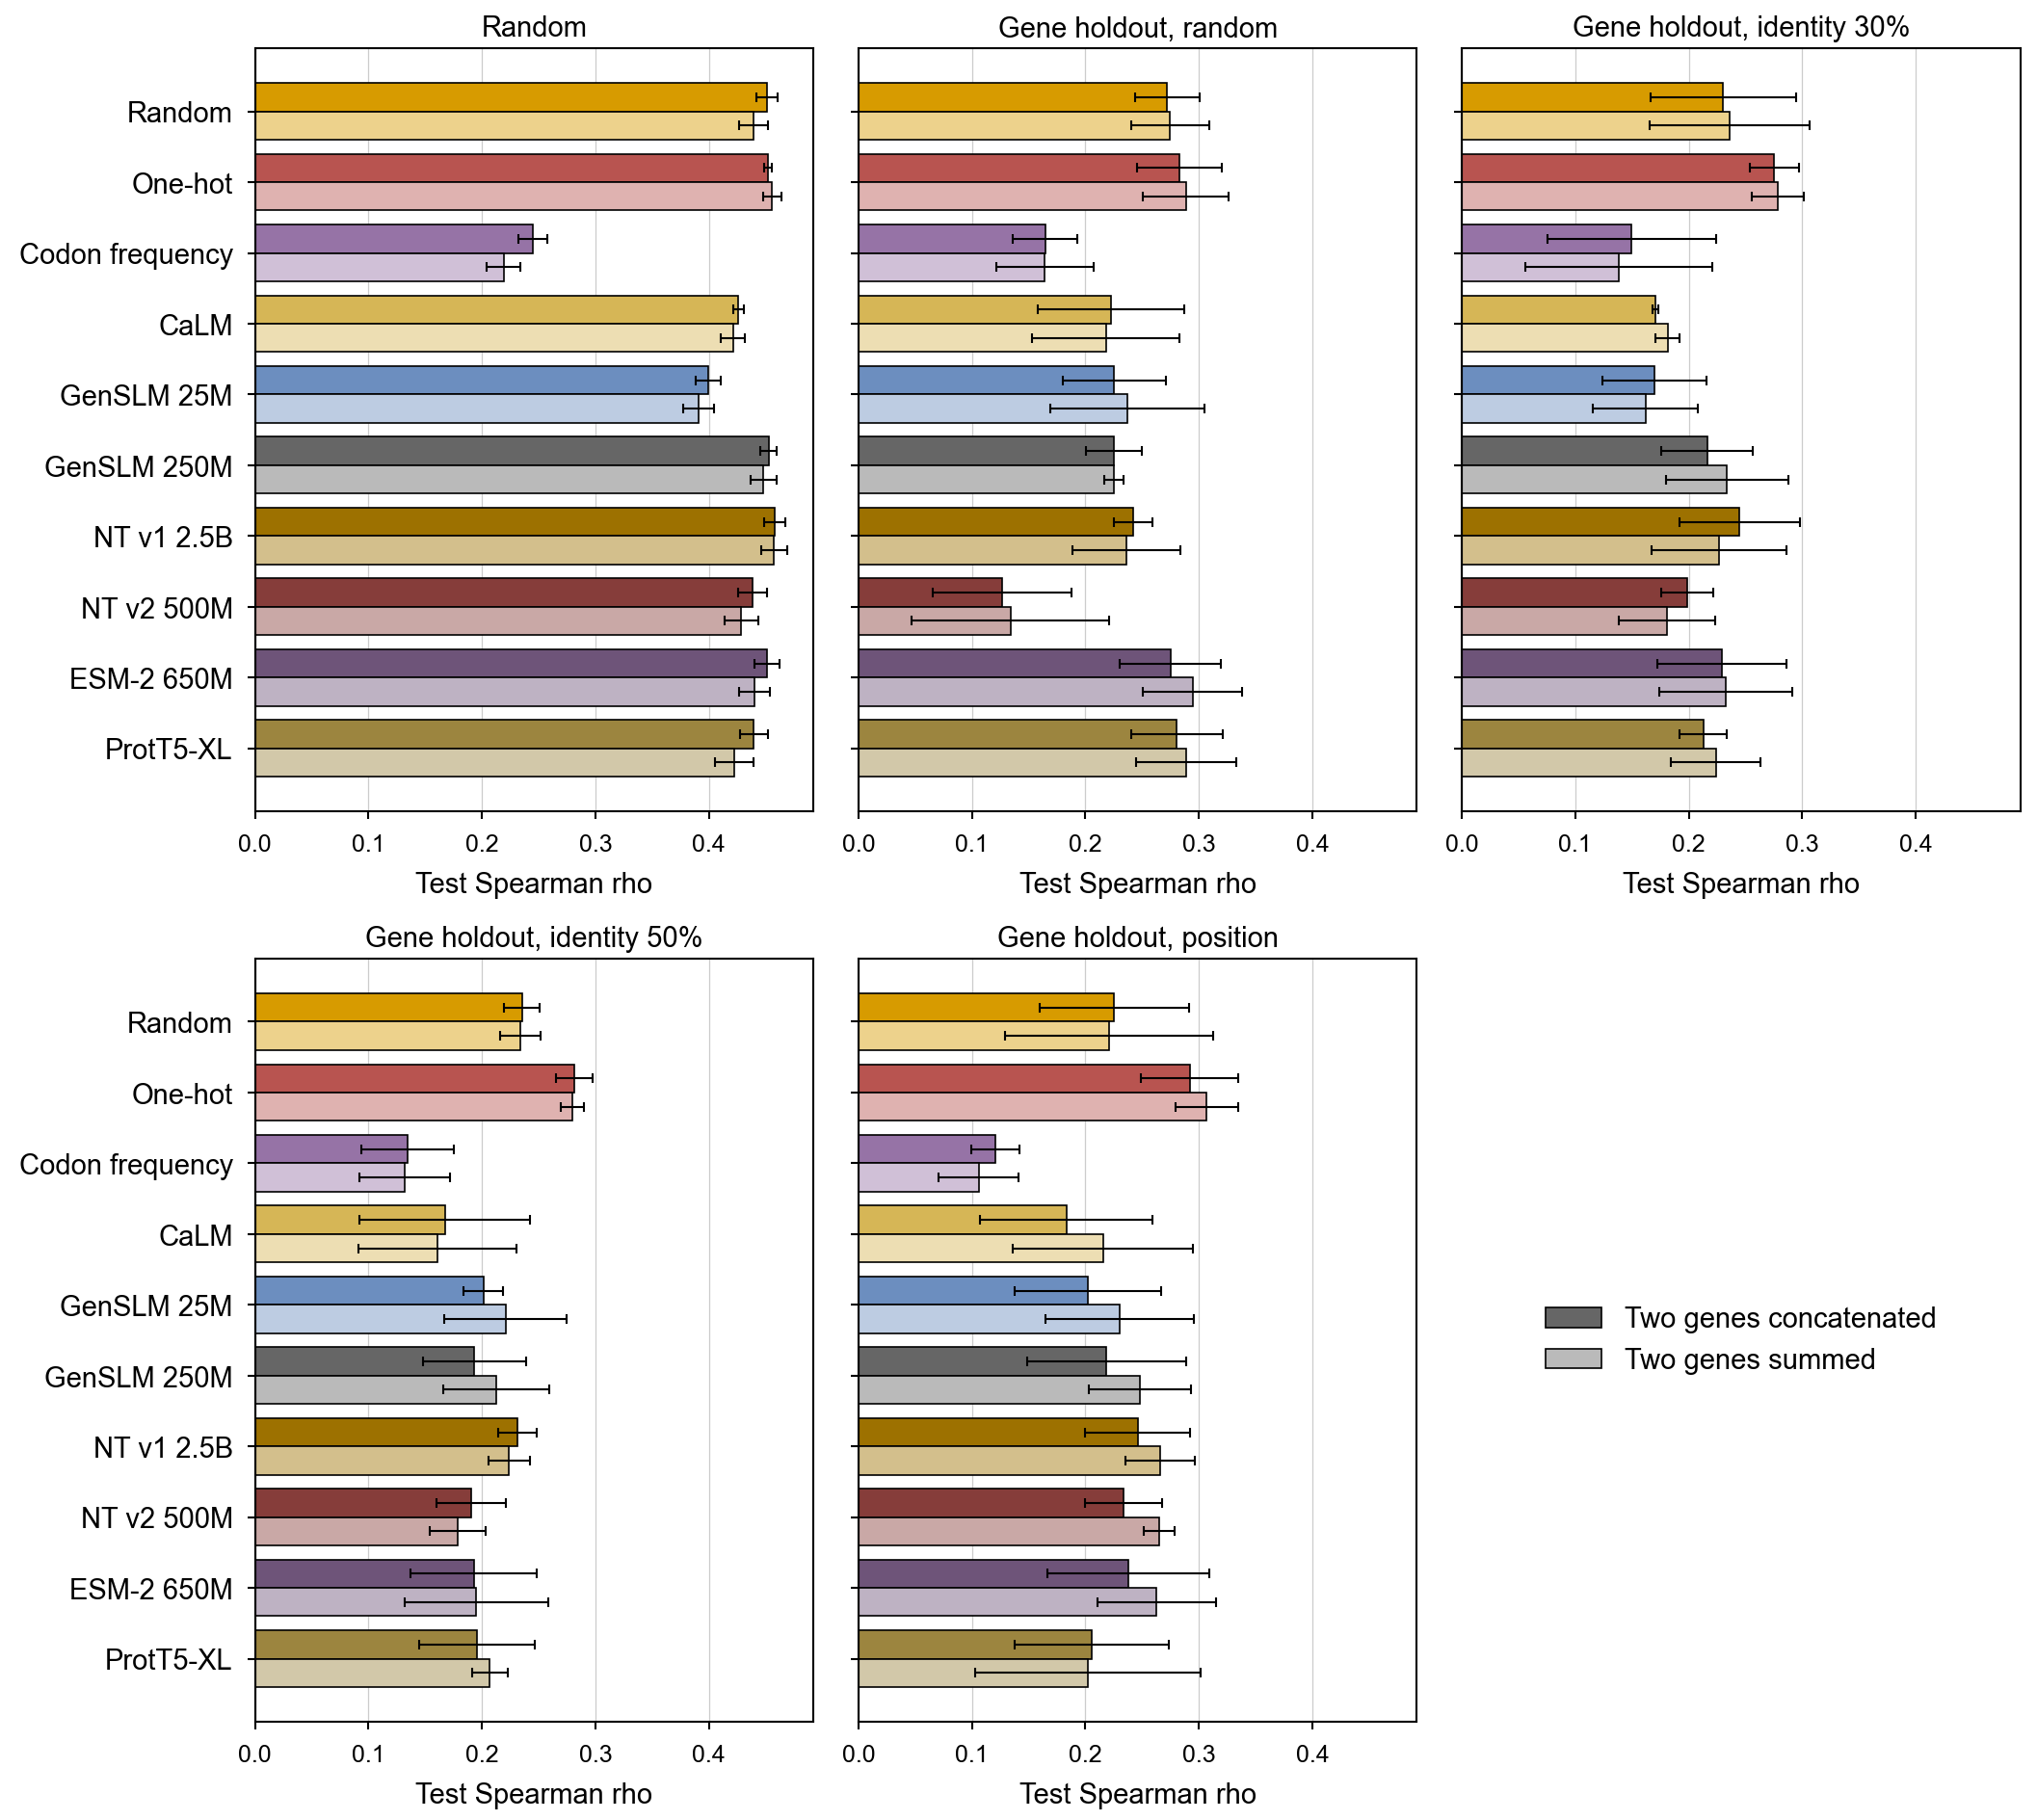 Random
Gene holdout, random
Gene holdout, identity 30%
Random
One-hot
Codon frequency
CaLM
GenSLM 25M
GenSLM 250M
NT v1 2.5B
NT v2 500M
ESM-2 650M
ProtT5-XL
0.0 0.1 0.2 0.3 0.4
0.0 0.1 0.2 0.3 0.4
0.0 0.1 0.2 0.3 0.4
Test Spearman rho
Test Spearman rho
Test Spearman rho
Gene holdout, identity 50%
Gene holdout, position
Random
One-hot
Codon frequency
CaLM
GenSLM 25M
GenSLM 250M
NT v1 2.5B
NT v2 500M
ESM-2 650M
ProtT5-XL
Two genes concatenated
Two genes summed
0.0 0.1 0.2 0.3 0.4
0.0 0.1 0.2 0.3 0.4
Test Spearman rho
Test Spearman rho